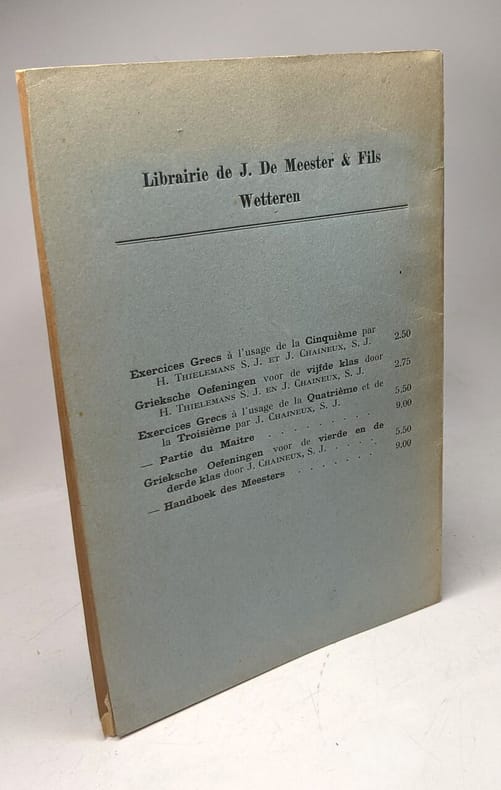 Librairie de J. De Meester & Fils
Wetteren
Exercices Grecs à l'usage de la Cinquième par
H. Thielemans S. J. et J. Chaineux, S. J. 2.50
Grieksche Oefeningen voor de vijfde klas door
H. Thielemans S. J. en J. Chaineux, S. J. 2.75
Exercices Grecs à l'usage de la Quatrième et de
la Troisième par J. Chaineux, S. J. 5.50
— Partie du Maitre . . . . . . . . 9.00
Grieksche Oefeningen voor de vierde en de
derde klas door J. Chaineux, S. J. . . . . 5.50
— Handboek des Meesters . . . . . . 9.00